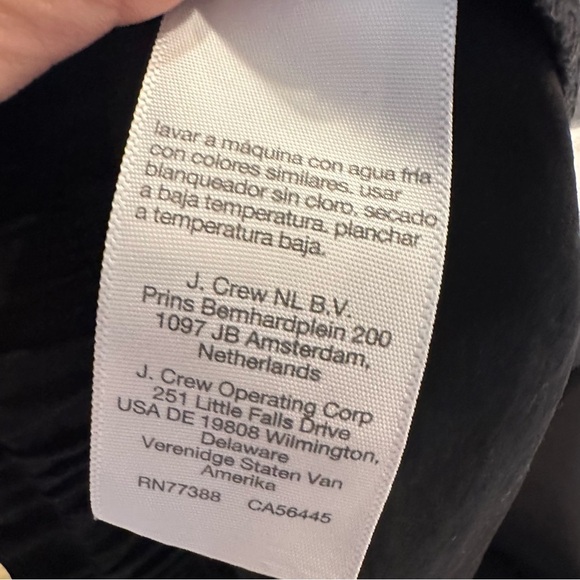 lavar a máquina con agua fría
con colores similares. usar
blanqueador sin cloro. secado
a baja temperatura. planchar
a temperatura baja.
J. Crew NL B.V.
Prins Bernhardplein 200
1097 JB Amsterdam,
Netherlands
J. Crew Operating Corp
251 Little Falls Drive
USA DE 19808 Wilmington,
Delaware
Verenidge Staten Van
Amerika
RN77388 CA56445